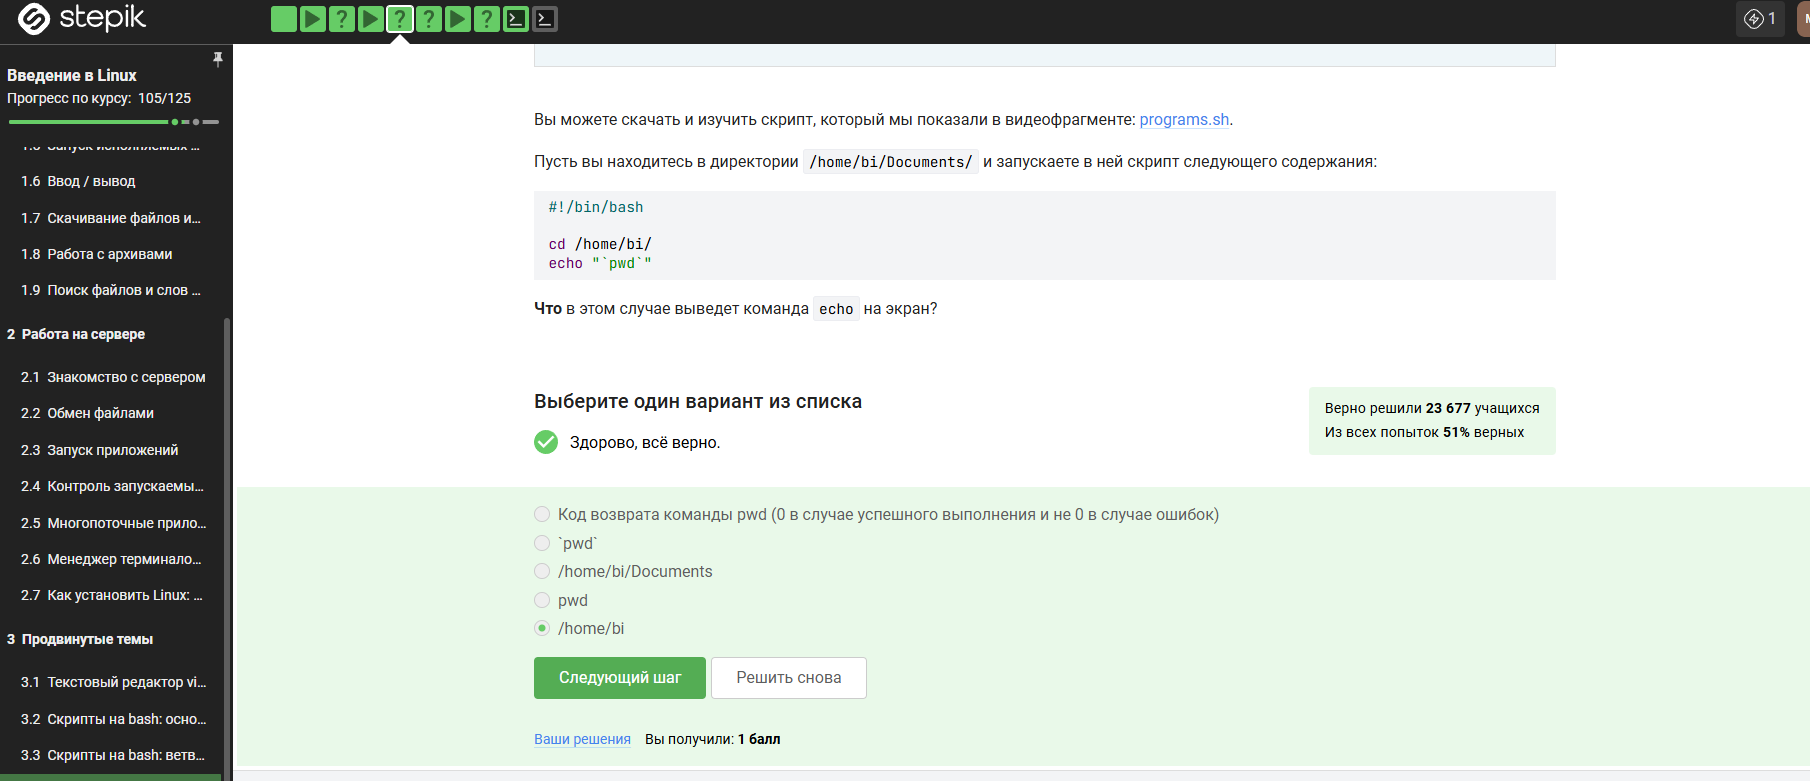 stepik
1
Введение в Linux
Прогресс по курсу: 105/125
1.6 Ввод / вывод
1.7 Скачивание файлов и...
1.8 Работа с архивами
1.9 Поиск файлов и слов ...
2 Работа на сервере
2.1 Знакомство с сервером
2.2 Обмен файлами
2.3 Запуск приложений
2.4 Контроль запускаемы...
2.5 Многопоточные прило...
2.6 Менеджер терминало...
2.7 Как установить Linux: ...
3 Продвинутые темы
3.1 Текстовый редактор vi...
3.2 Скрипты на bash: осно...
3.3 Скрипты на bash: ветв...
Вы можете скачать и изучить скрипт, который мы показали в видеофрагменте: programs.sh.
Пусть вы находитесь в директории /home/bi/Documents/ и запускаете в ней скрипт следующего содержания:
#!/bin/bash
cd /home/bi/
echo "`pwd`"
Что в этом случае выведет команда echo на экран?
Выберите один вариант из списка
Здорово, всё верно.
Верно решили 23 677 учащихся
Из всех попыток 51% верных
Код возврата команды pwd (0 в случае успешного выполнения и не 0 в случае ошибок)
`pwd`
/home/bi/Documents
pwd
/home/bi
Следующий шаг
Решить снова
Ваши решения Вы получили: 1 балл